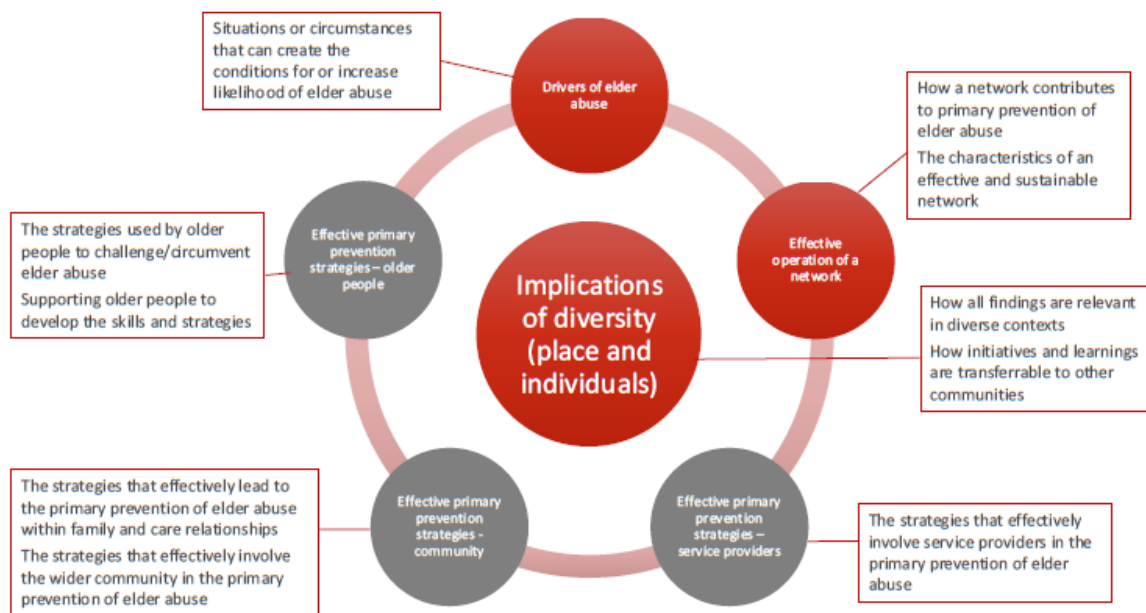 Situations or circumstances
that can create the
conditions for or increase
likelihood of elder abuse
Drivers of elder
abuse
How a network contributes
to primary prevention of
elder abuse
The characteristics of an
effective and sustainable
network
Effective
operation of a
network
The strategies used by older
people to challenge/circumvent
elder abuse
Supporting older people to
develop the skills and strategies
Effective primary
prevention
strategies – older
people
Implications
of diversity
(place and
individuals)
How all findings are relevant
in diverse contexts
How initiatives and learnings
are transferrable to other
communities
The strategies that effectively lead to
the primary prevention of elder abuse
within family and care relationships
The strategies that effectively involve
the wider community in the primary
prevention of elder abuse
Effective primary
prevention
strategies -
community
Effective primary
prevention
strategies –
service providers
The strategies that effectively
involve service providers in the
primary prevention of elder
abuse